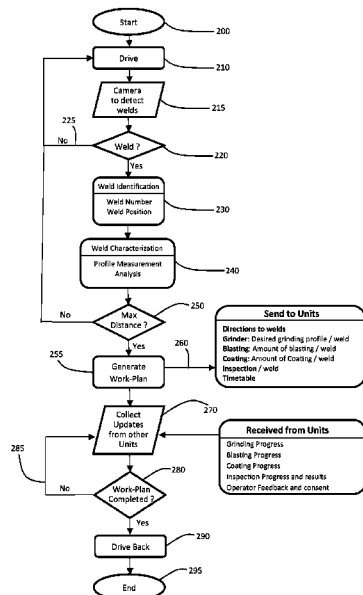 Start
200
Drive
210
Camera
to detect
welds
215
225
No
Weld ?
220
Yes
Weld Identification
Weld Number
Weld Position
230
Weld Characterization
Profile Measurement
Analysis
240
No
Max
Distance ?
250
Yes
255
Generate
Work-Plan
260
Send to Units
Directions to welds
Grinder: Desired grinding profile / weld
Blasting: Amount of blasting / weld
Coating: Amount of Coating / weld
Inspection / weld
Timetable
Collect
Updates
from other
Units
270
Received from Units
Grinding Progress
Blasting Progress
Coating Progress
Inspection Progress and results
Operator Feedback and consent
285
No
Work-Plan
Completed ?
280
Yes
Drive Back
290
End
295